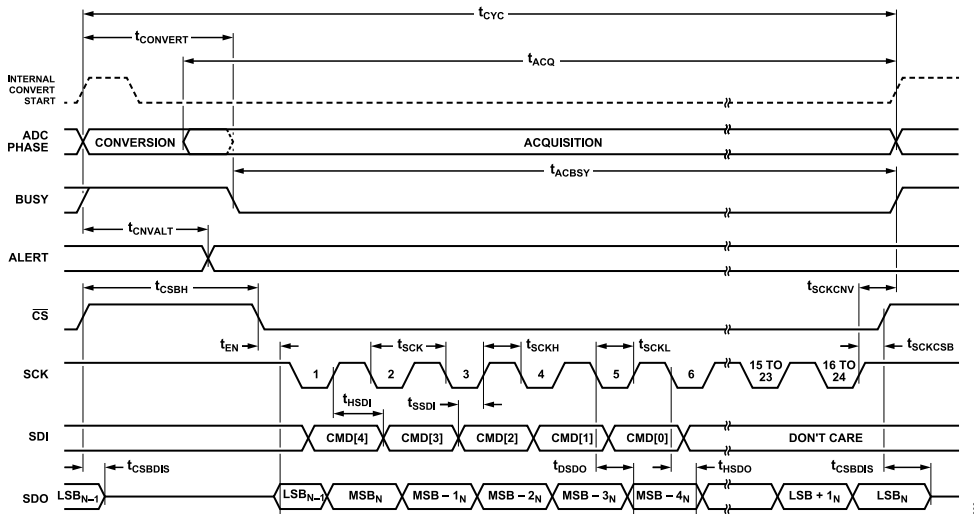 tCYC
tCONVERT
tACQ
INTERNAL
CONVERT
START
ADC
PHASE
CONVERSION
ACQUISITION
tACBSY
BUSY
tCNVALT
ALERT
tCSBH
tSCKCNV
CS
tEN
tSCK
tSCKH
tSCKL
tSCKCSB
SCK
1 2 3 4 5 6 15 TO 23 16 TO 24
tHSDI
tSSDI
SDI
CMD[4] CMD[3] CMD[2] CMD[1] CMD[0] DON'T CARE
tCSBDIS
tDSDO
tHSDO
tCSBDIS
SDO
LSBN–1 LSBN–1 MSBN MSB – 1N MSB – 2N MSB – 3N MSB – 4N LSB + 1N LSBN